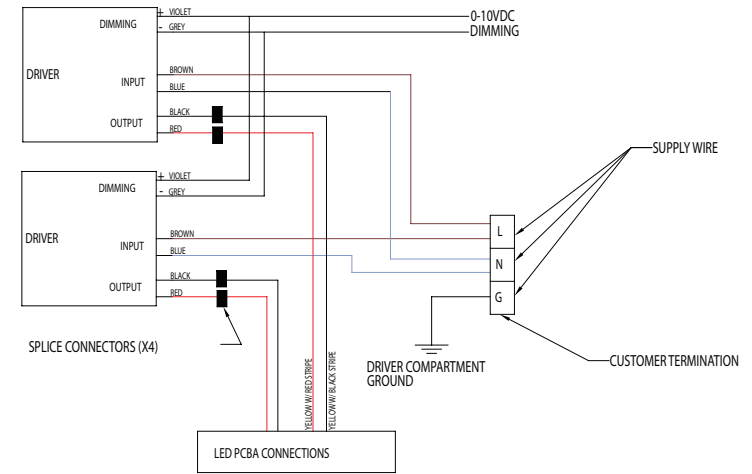 + VIOLET
0-10VDC
DIMMING
- GREY
DIMMING
DRIVER
BROWN
INPUT
BLUE
BLACK
OUTPUT
RED
SUPPLY WIRE
+ VIOLET
DIMMING
- GREY
L
DRIVER
BROWN
INPUT
BLUE
N
BLACK
OUTPUT
RED
G
SPLICE CONNECTORS (X4)
YELLOW W/ RED STRIPE
YELLOW W/ BLACK STRIPE
DRIVER COMPARTMENT
GROUND
CUSTOMER TERMINATION
LED PCBA CONNECTIONS